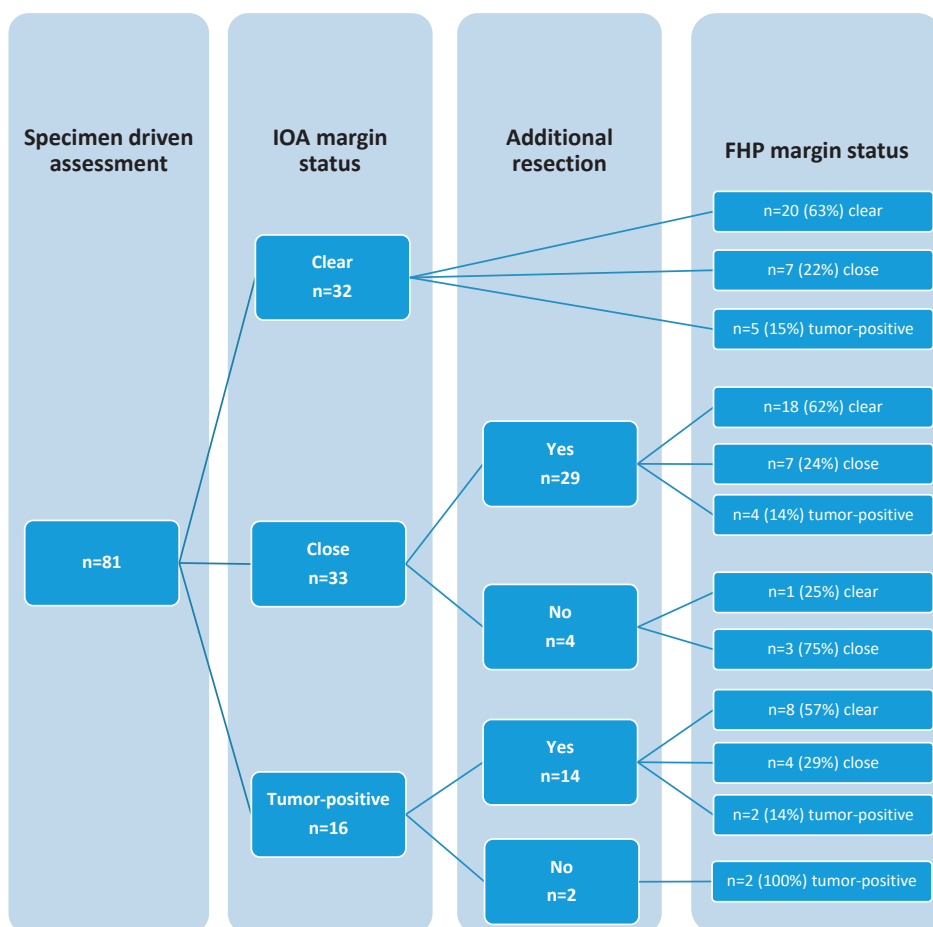 Specimen driven
assessment
IOA margin
status
Additional
resection
FHP margin status
n=81
Clear
n=32
Close
n=33
Tumor-positive
n=16
Yes
n=29
No
n=4
Yes
n=14
No
n=2
n=20 (63%) clear
n=7 (22%) close
n=5 (15%) tumor-positive
n=18 (62%) clear
n=7 (24%) close
n=4 (14%) tumor-positive
n=1 (25%) clear
n=3 (75%) close
n=8 (57%) clear
n=4 (29%) close
n=2 (14%) tumor-positive
n=2 (100%) tumor-positive